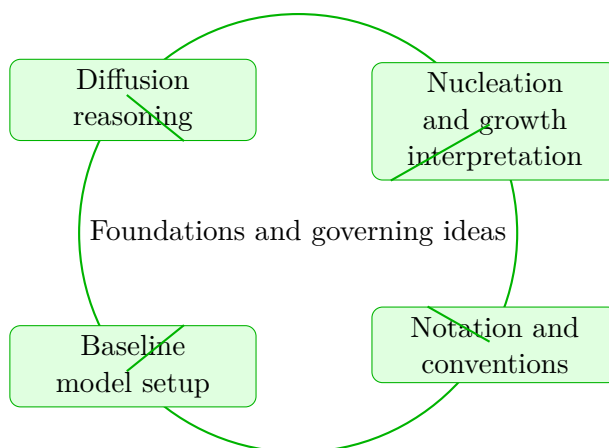 Diffusion
reasoning
Nucleation
and growth
interpretation
Foundations and governing ideas
Baseline
model setup
Notation and
conventions